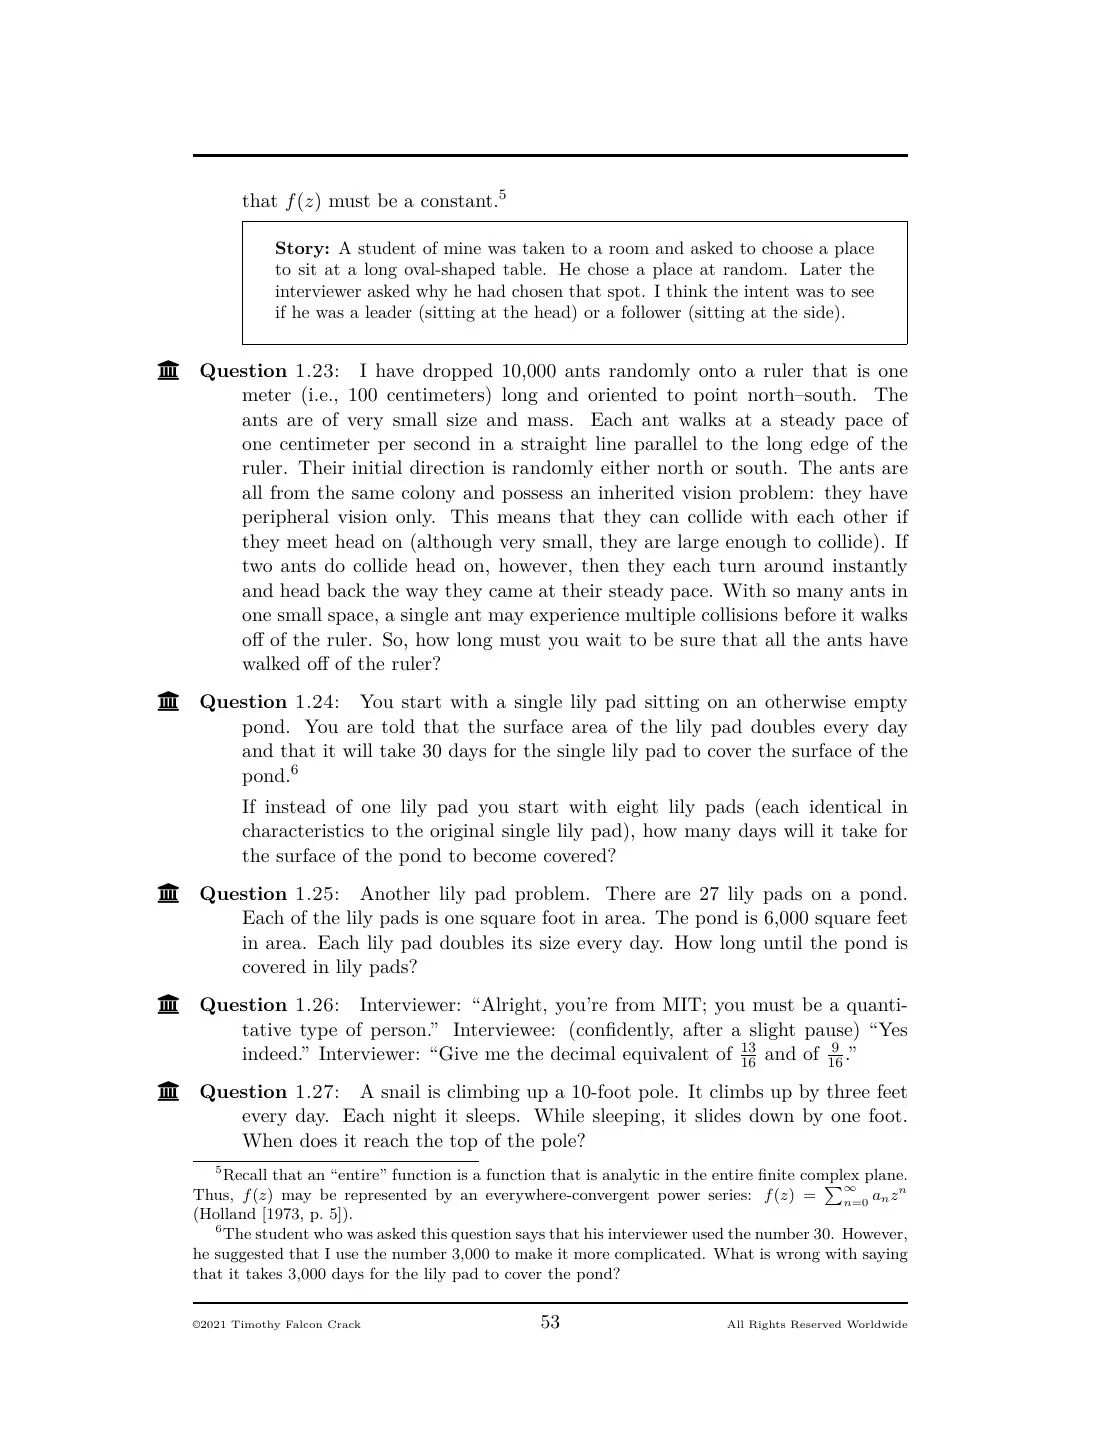 that f(z) must be a constant.⁵
Story: A student of mine was taken to a room and asked to choose a place
to sit at a long oval-shaped table. He chose a place at random. Later the
interviewer asked why he had chosen that spot. I think the intent was to see
if he was a leader (sitting at the head) or a follower (sitting at the side).
Question 1.23: I have dropped 10,000 ants randomly onto a ruler that is one
meter (i.e., 100 centimeters) long and oriented to point north–south. The
ants are of very small size and mass. Each ant walks at a steady pace of
one centimeter per second in a straight line parallel to the long edge of the
ruler. Their initial direction is randomly either north or south. The ants are
all from the same colony and possess an inherited vision problem: they have
peripheral vision only. This means that they can collide with each other if
they meet head on (although very small, they are large enough to collide). If
two ants do collide head on, however, then they each turn around instantly
and head back the way they came at their steady pace. With so many ants in
one small space, a single ant may experience multiple collisions before it walks
off of the ruler. So, how long must you wait to be sure that all the ants have
walked off of the ruler?
Question 1.24: You start with a single lily pad sitting on an otherwise empty
pond. You are told that the surface area of the lily pad doubles every day
and that it will take 30 days for the single lily pad to cover the surface of the
pond.⁶
If instead of one lily pad you start with eight lily pads (each identical in
characteristics to the original single lily pad), how many days will it take for
the surface of the pond to become covered?
Question 1.25: Another lily pad problem. There are 27 lily pads on a pond.
Each of the lily pads is one square foot in area. The pond is 6,000 square feet
in area. Each lily pad doubles its size every day. How long until the pond is
covered in lily pads?
Question 1.26: Interviewer: “Alright, you’re from MIT; you must be a quanti-
tative type of person.” Interviewee: (confidently, after a slight pause) “Yes
indeed.” Interviewer: “Give me the decimal equivalent of 13/16 and of 9/16.”
Question 1.27: A snail is climbing up a 10-foot pole. It climbs up by three feet
every day. Each night it sleeps. While sleeping, it slides down by one foot.
When does it reach the top of the pole?
⁵Recall that an “entire” function is a function that is analytic in the entire finite complex plane.
Thus, f(z) may be represented by an everywhere-convergent power series: f(z) = ∑_{n=0}^{∞} aₙzⁿ
(Holland [1973, p. 5]).
⁶The student who was asked this question says that his interviewer used the number 30. However,
he suggested that I use the number 3,000 to make it more complicated. What is wrong with saying
that it takes 3,000 days for the lily pad to cover the pond?
©2021 Timothy Falcon Crack 53 All Rights Reserved Worldwide